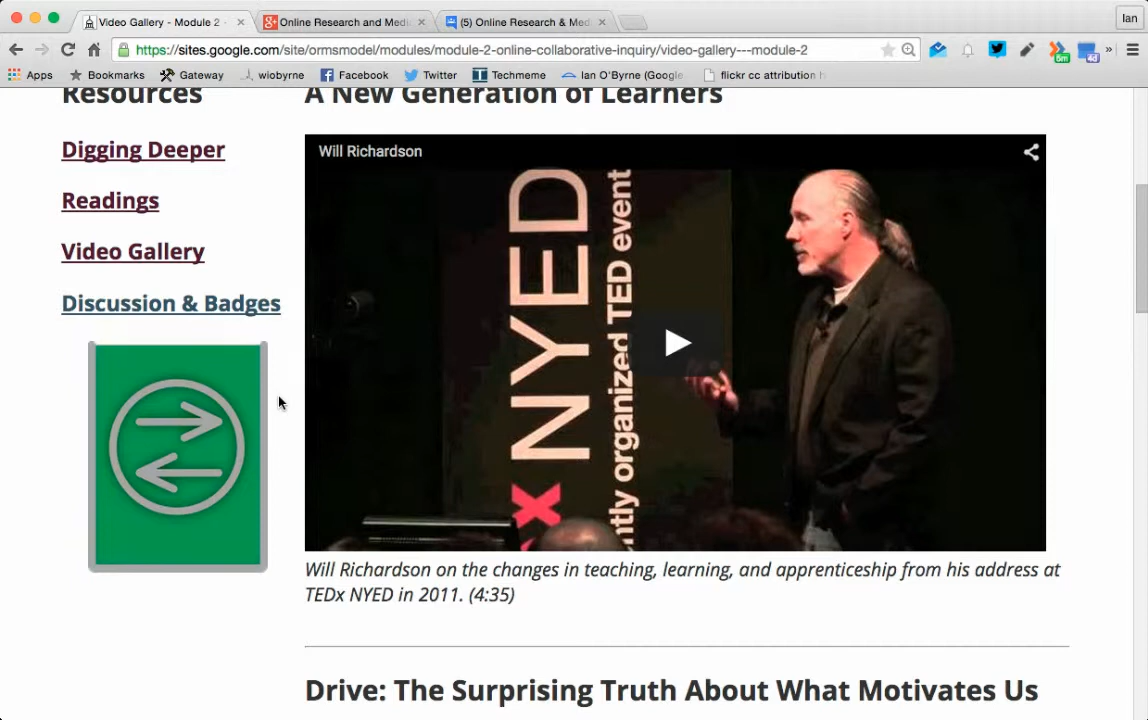 Video Gallery - Module 2 -
Online Research and Medi
(5) Online Research & Med
Ian
https://sites.google.com/site/ormsmodel/modules/module-2-online-collaborative-inquiry/video-gallery---module-2
6m
43
Apps
Bookmarks
Gateway
wiobyrne
Facebook
Twitter
Techmeme
Ian O'Byrne (Google
flickr cc attribution h
Resources
Digging Deeper
Readings
Video Gallery
Discussion & Badges
A New Generation of Learners
Will Richardson
x NYED
ntly organized TED event
Will Richardson on the changes in teaching, learning, and apprenticeship from his address at
TEDx NYED in 2011. (4:35)
Drive: The Surprising Truth About What Motivates Us